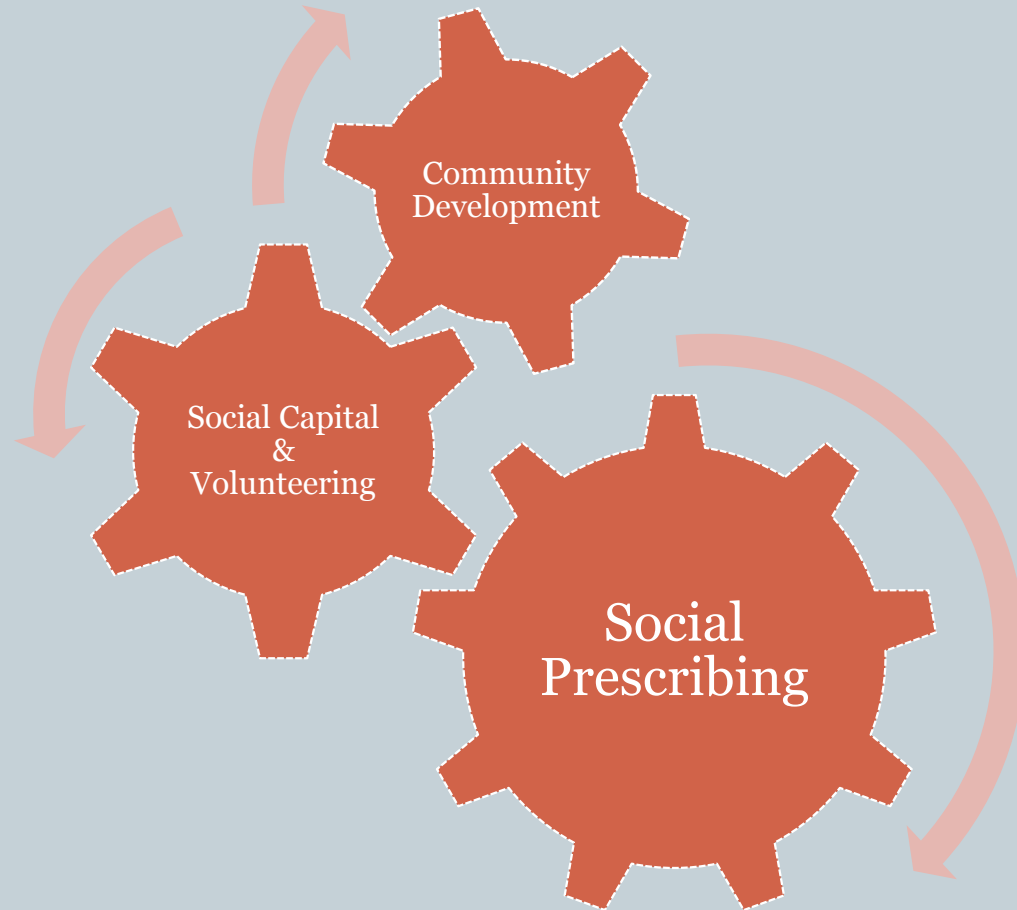 Community
Development
Social Capital
&
Volunteering
Social
Prescribing